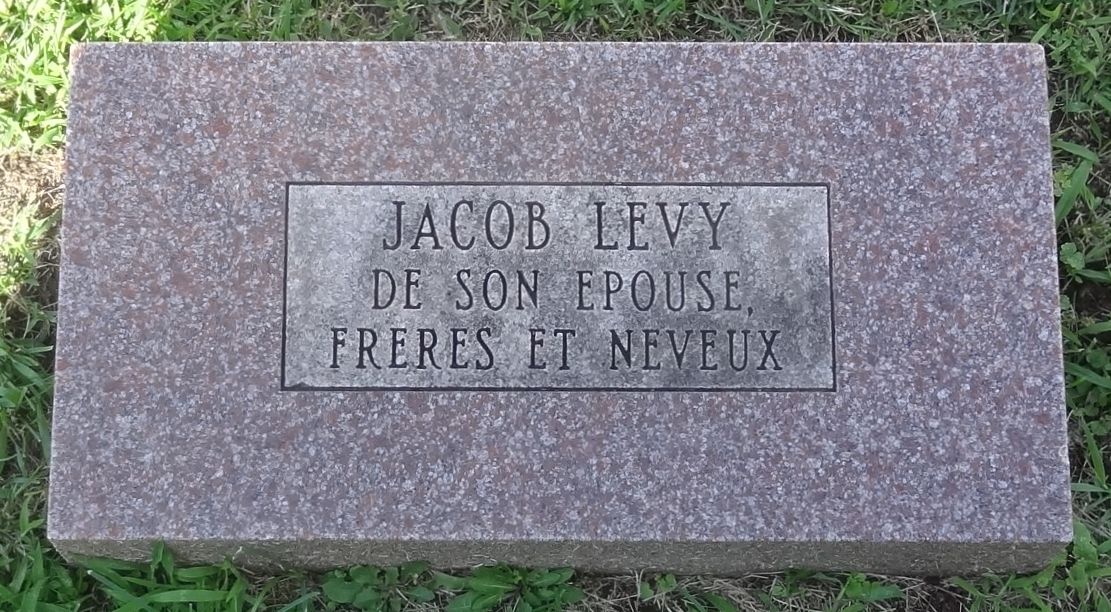 JACOB LEVY
DE SON EPOUSE,
FRERES ET NEVEUX